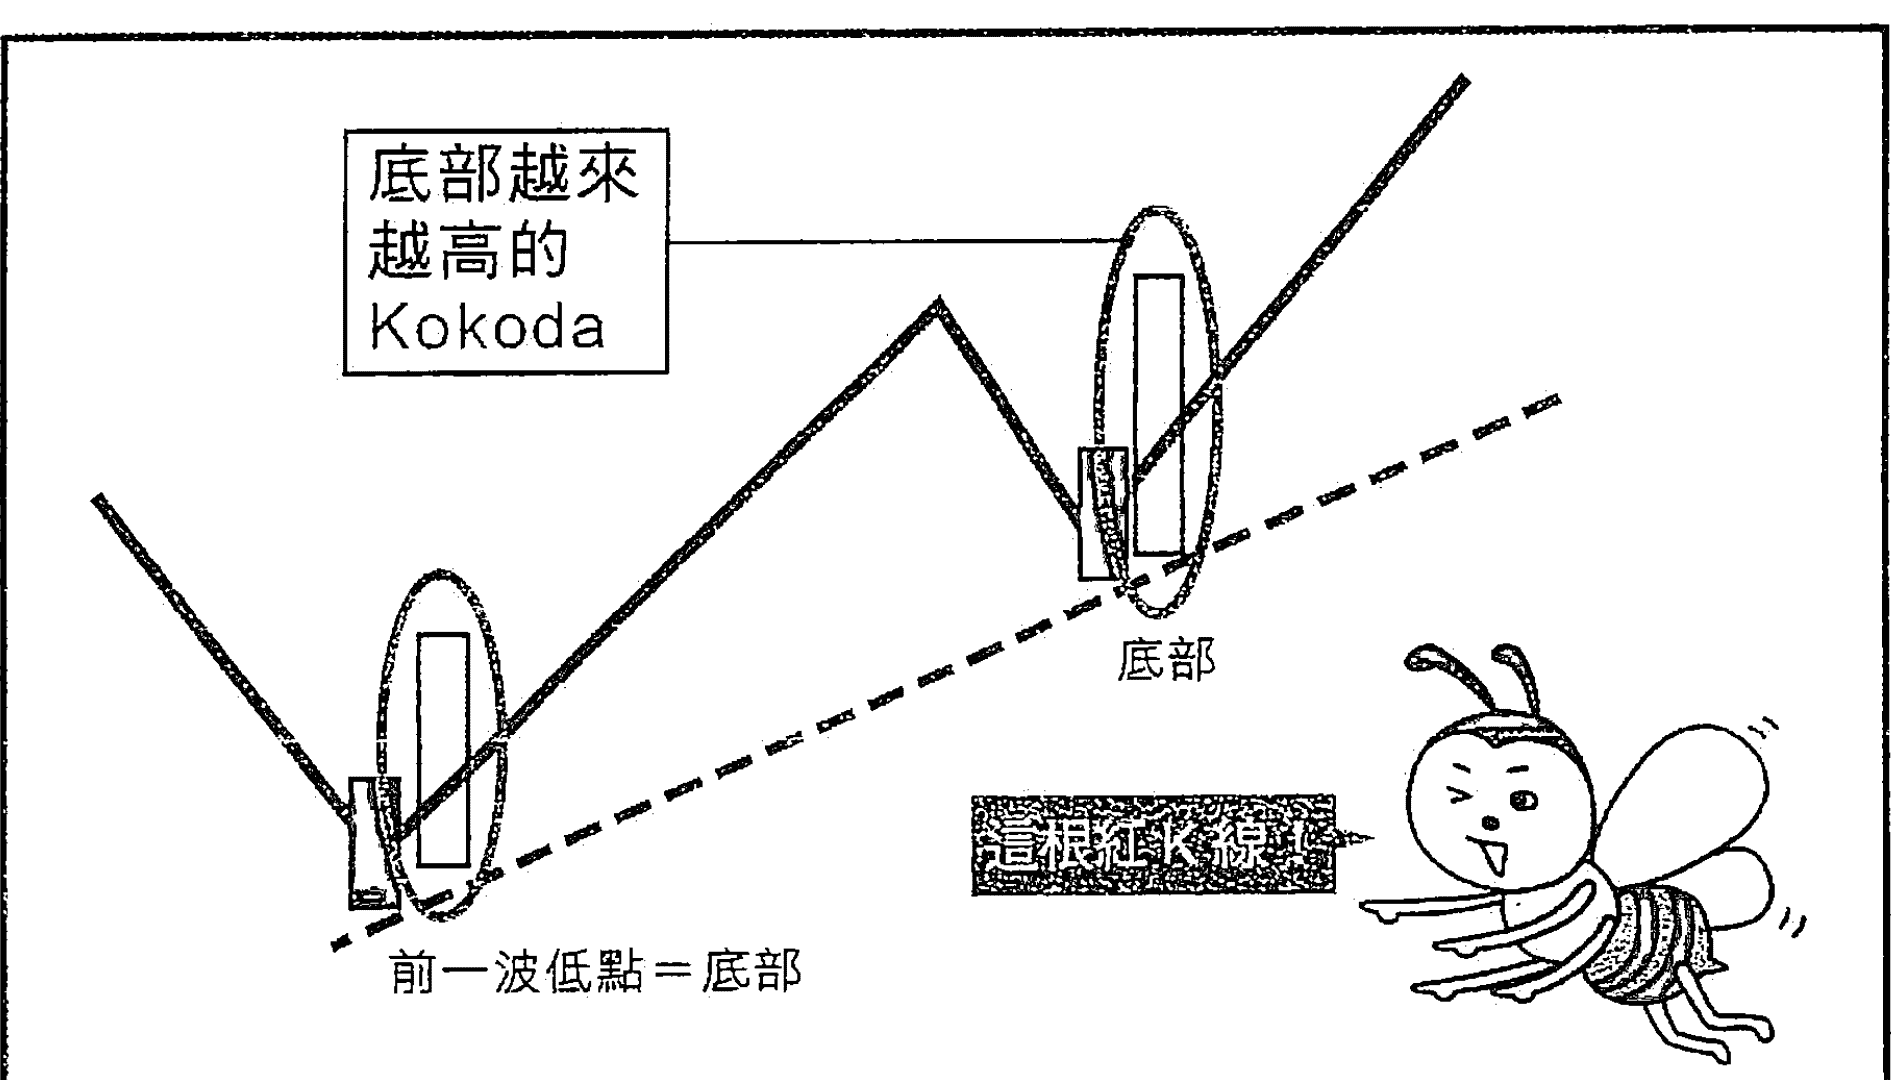 底部越來
越高的
Kokoda
底部
這根紅K線！
前一波低點＝底部